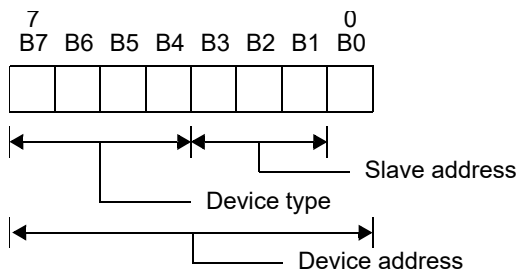 7 0
B7 B6 B5 B4 B3 B2 B1 B0
Slave address
Device type
Device address